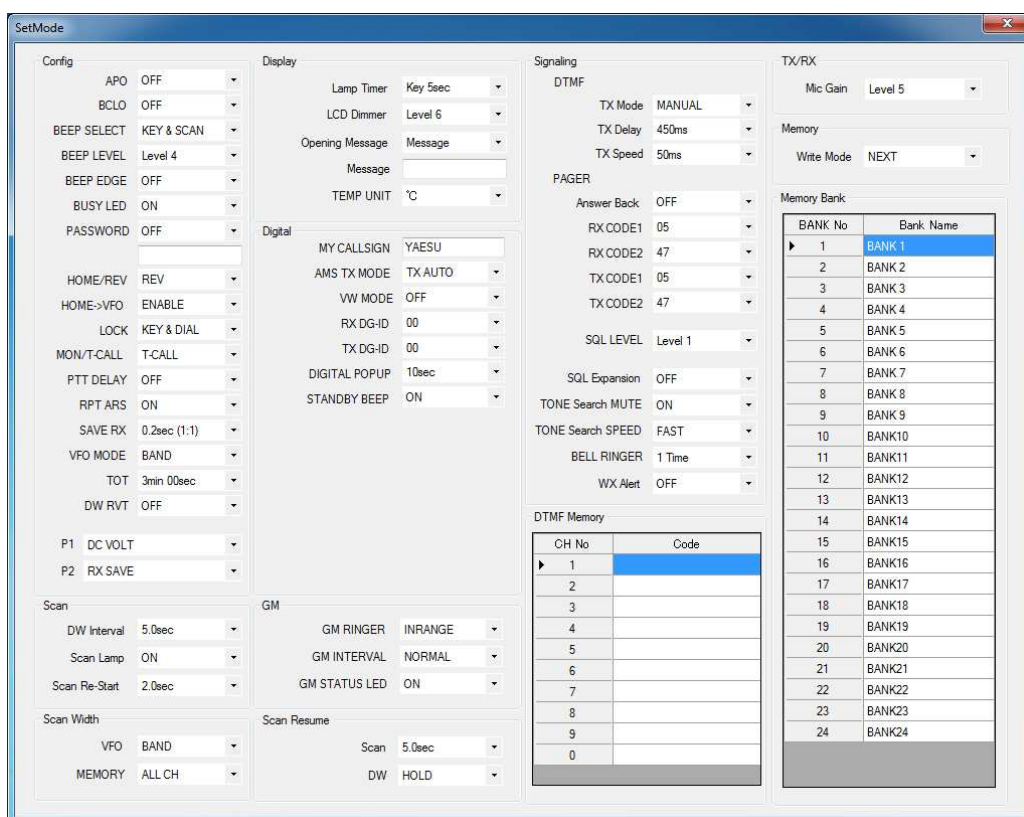 SetMode
Config
APO OFF
BCLO OFF
BEEP SELECT KEY & SCAN
BEEP LEVEL Level 4
BEEP EDGE OFF
BUSY LED ON
PASSWORD OFF
HOME/REV REV
HOME->VFO ENABLE
LOCK KEY & DIAL
MON/T-CALL T-CALL
PTT DELAY OFF
RPT ARS ON
SAVE RX 0.2sec (1:1)
VFO MODE BAND
TOT 3min 00sec
DW RVT OFF
P1 DC VOLT
P2 RX SAVE
Scan
DW Interval 5.0sec
Scan Lamp ON
Scan Re-Start 2.0sec
Scan Width
VFO BAND
MEMORY ALL CH
Display
Lamp Timer Key 5sec
LCD Dimmer Level 6
Opening Message Message
Message
TEMP UNIT °C
Digital
MY CALLSIGN YAESU
AMS TX MODE TX AUTO
VW MODE OFF
RX DG-ID 00
TX DG-ID 00
DIGITAL POPUP 10sec
STANDBY BEEP ON
GM
GM RINGER INRANGE
GM INTERVAL NORMAL
GM STATUS LED ON
Scan Resume
Scan 5.0sec
DW HOLD
Signaling
DTMF
TX Mode MANUAL
TX Delay 450ms
TX Speed 50ms
PAGER
Answer Back OFF
RX CODE1 05
RX CODE2 47
TX CODE1 05
TX CODE2 47
SQL LEVEL Level 1
SQL Expansion OFF
TONE Search MUTE ON
TONE Search SPEED FAST
BELL RINGER 1 Time
WX Alert OFF
DTMF Memory
CH No Code
1
2
3
4
5
6
7
8
9
0
TX/RX
Mic Gain Level 5
Memory
Write Mode NEXT
Memory Bank
BANK No Bank Name
1 BANK 1
2 BANK 2
3 BANK 3
4 BANK 4
5 BANK 5
6 BANK 6
7 BANK 7
8 BANK 8
9 BANK 9
10 BANK10
11 BANK11
12 BANK12
13 BANK13
14 BANK14
15 BANK15
16 BANK16
17 BANK17
18 BANK18
19 BANK19
20 BANK20
21 BANK21
22 BANK22
23 BANK23
24 BANK24